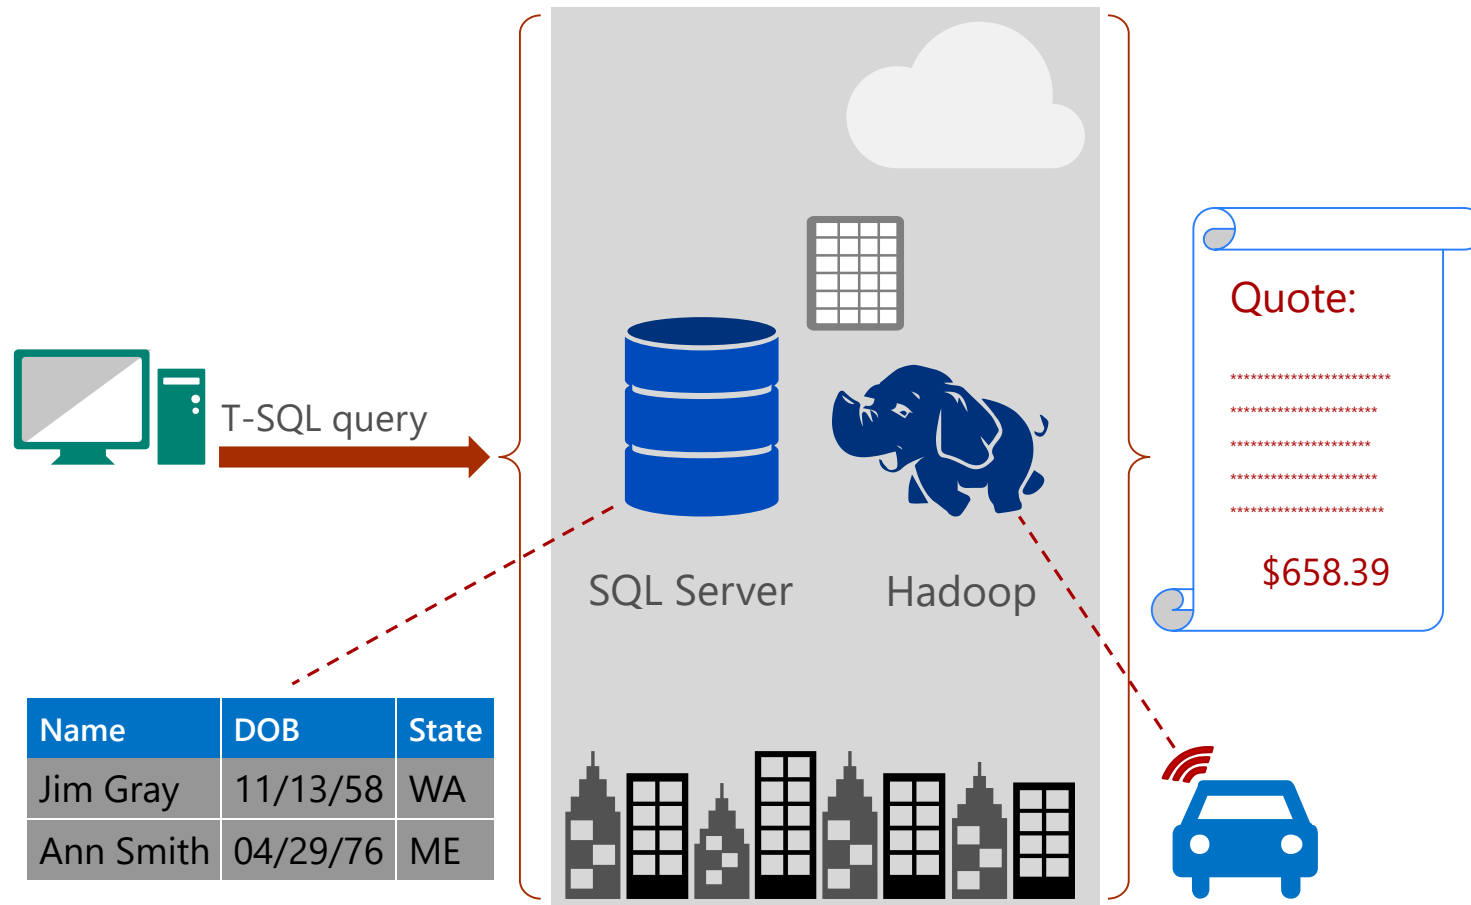 T-SQL query
SQL Server
Hadoop
Name DOB State
Jim Gray 11/13/58 WA
Ann Smith 04/29/76 ME
Quote:
************************
**********************
*********************
**********************
***********************
$658.39